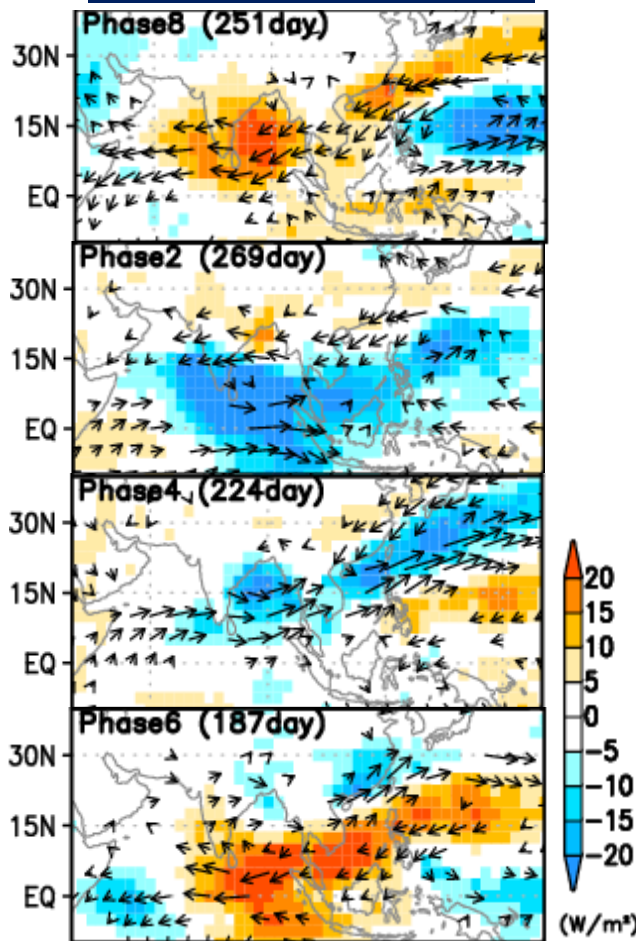 Phase8 (251day)
30N
15N
EQ
Phase2 (269day)
30N
15N
EQ
Phase4 (224day)
30N
15N
EQ
Phase6 (187day)
30N
15N
EQ
20
15
10
5
0
−5
−10
−15
−20
(W/m²)